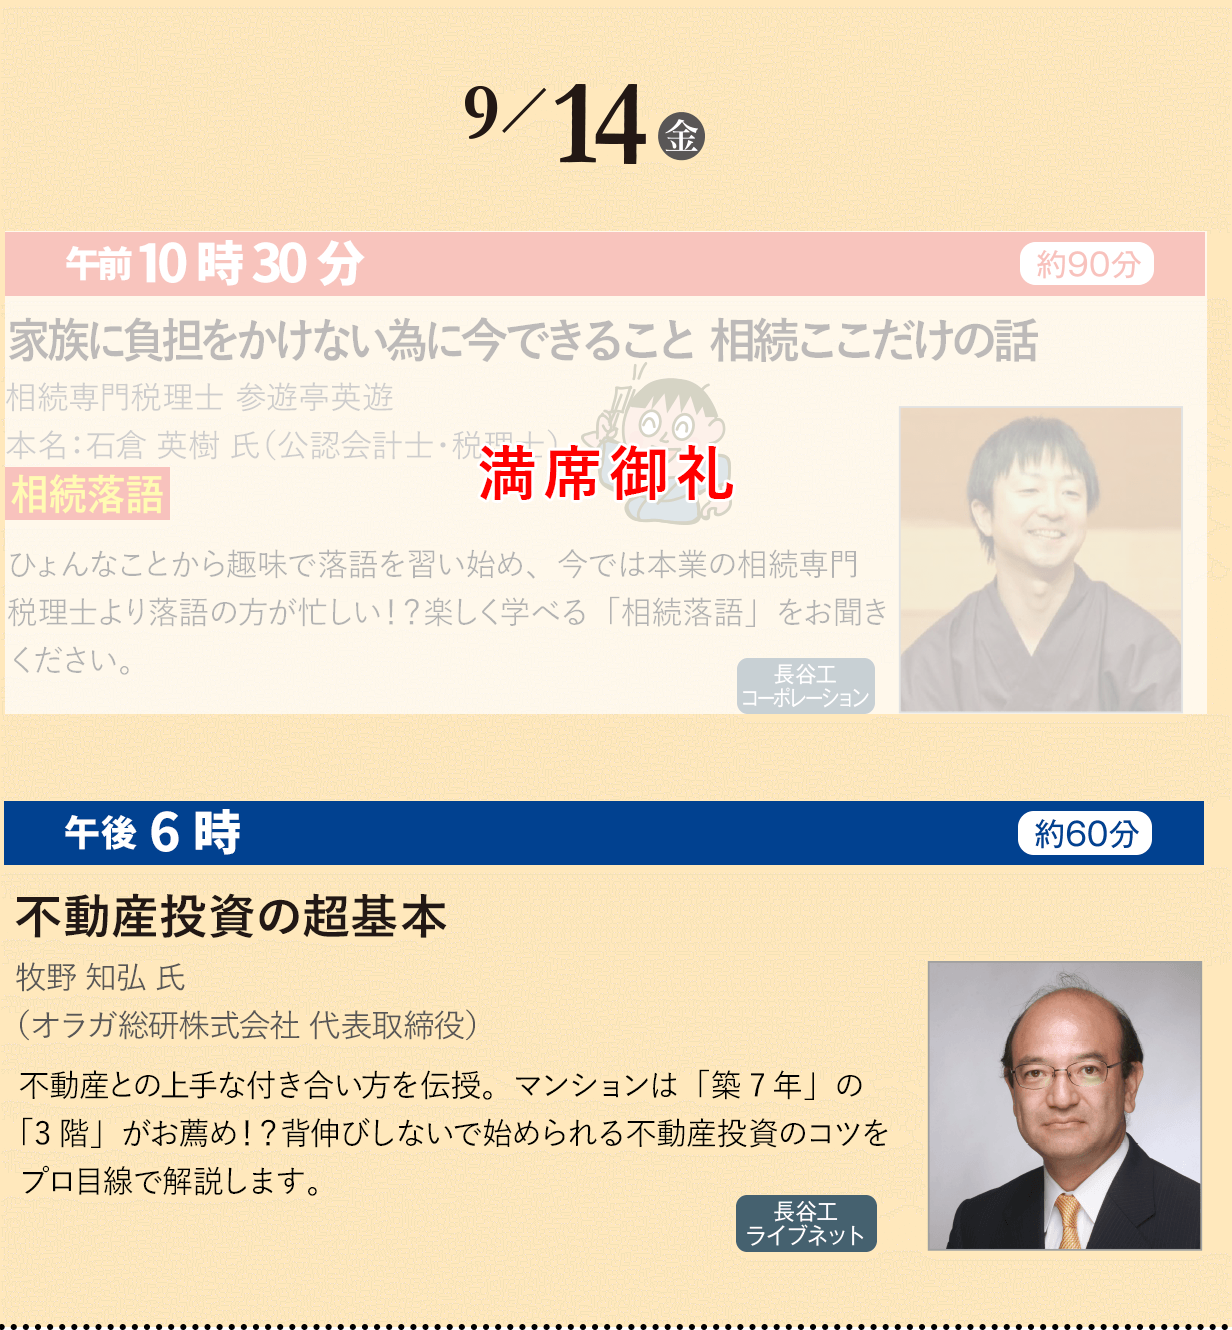 9／14 金
午前10時30分 約90分
家族に負担をかけない為に今できること 相続ここだけの話
相続専門税理士 参遊亭英遊
本名：石倉 英樹 氏（公認会計士・税理士）
満席御礼
相続落語
ひょんなことから趣味で落語を習い始め、今では本業の相続専門
税理士より落語の方が忙しい！？楽しく学べる「相続落語」をお聞き
ください。
長谷工
コーポレーション
午後6時 約60分
不動産投資の超基本
牧野 知弘 氏
（オラガ総研株式会社 代表取締役）
不動産との上手な付き合い方を伝授。マンションは「築7年」の
「3階」がお薦め！？背伸びしないで始められる不動産投資のコツを
プロ目線で解説します。
長谷工
ライブネット